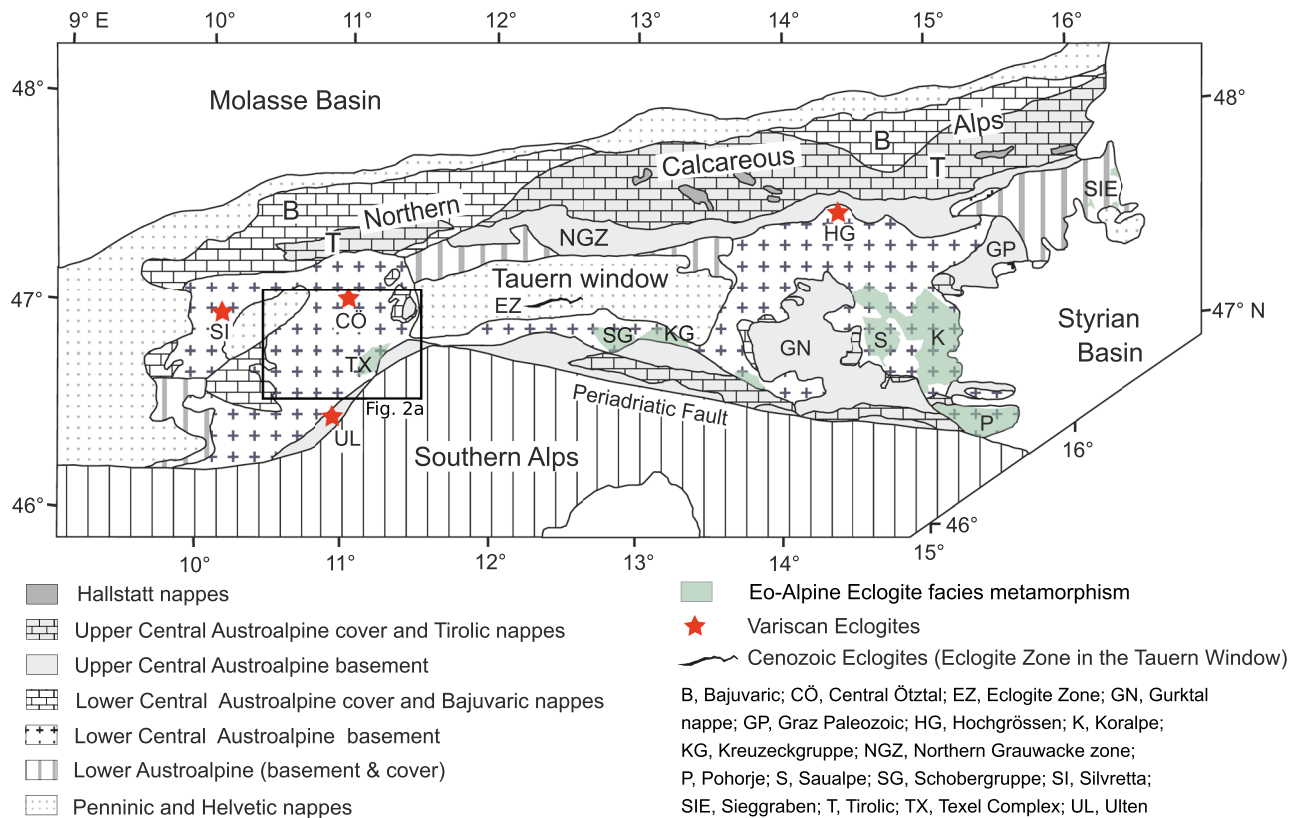 9° E 10° 11° 12° 13° 14° 15° 16°
48° Molasse Basin 48°
B Alps
Calcareous T
B Northern SIE
T HG
NGZ GP
Tauern window
47° EZ 47° N
SI CÖ Styrian
Basin
TX SG KG GN S K
Fig. 2a
Periadriatic Fault
UL P
Southern Alps 16°
46° 46°
10° 11° 12° 13° 14° 15°
Hallstatt nappes
Upper Central Austroalpine cover and Tirolic nappes
Upper Central Austroalpine basement
Lower Central Austroalpine cover and Bajuvaric nappes
Lower Central Austroalpine basement
Lower Austroalpine (basement & cover)
Penninic and Helvetic nappes
Eo-Alpine Eclogite facies metamorphism
Variscan Eclogites
Cenozoic Eclogites (Eclogite Zone in the Tauern Window)
B, Bajuvaric; CÖ, Central Ötztal; EZ, Eclogite Zone; GN, Gurktal
nappe; GP, Graz Paleozoic; HG, Hochgrössen; K, Koralpe;
KG, Kreuzeckgruppe; NGZ, Northern Grauwacke zone;
P, Pohorje; S, Saualpe; SG, Schobergruppe; SI, Silvretta;
SIE, Sieggraben; T, Tirolic; TX, Texel Complex; UL, Ulten